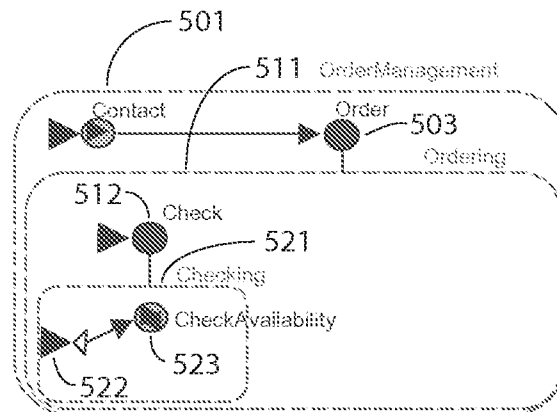 501
511 OrderManagement
Contact Order
503
Ordering
512
Check
521
Checking
CheckAvailability
522 523